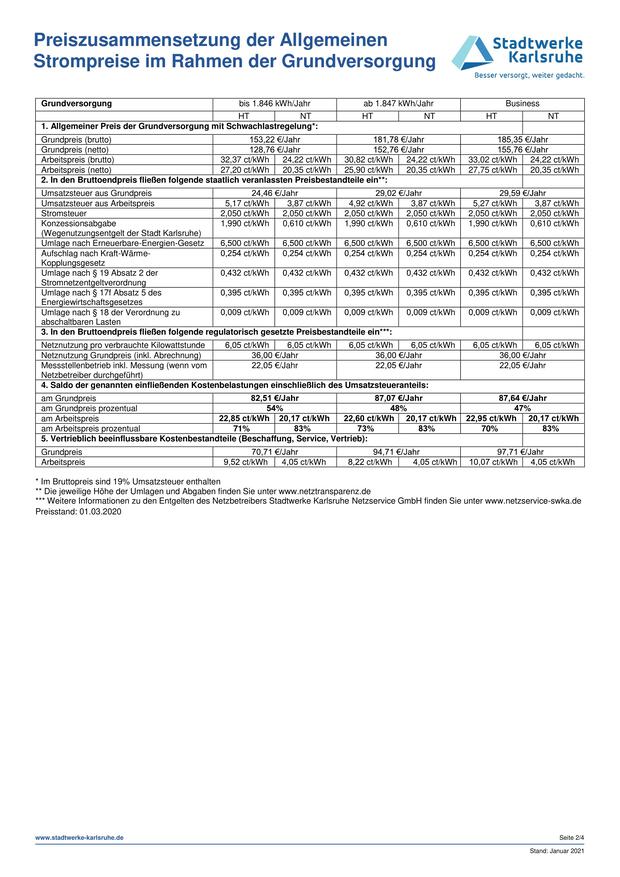 Preiszusammensetzung der Allgemeinen
Strompreise im Rahmen der Grundversorgung
Stadtwerke
Karlsruhe
Besser versorgt, weiter gedacht.
Grundversorgung bis 1.846 kWh/Jahr ab 1.847 kWh/Jahr Business
HT NT HT NT HT NT
1. Allgemeiner Preis der Grundversorgung mit Schwachlastregelung*:
Grundpreis (brutto) 153,22 €/Jahr 181,78 €/Jahr 185,35 €/Jahr
Grundpreis (netto) 128,76 €/Jahr 152,76 €/Jahr 155,76 €/Jahr
Arbeitspreis (brutto) 32,37 ct/kWh 24,22 ct/kWh 30,82 ct/kWh 24,22 ct/kWh 33,02 ct/kWh 24,22 ct/kWh
Arbeitspreis (netto) 27,20 ct/kWh 20,35 ct/kWh 25,90 ct/kWh 20,35 ct/kWh 27,75 ct/kWh 20,35 ct/kWh
2. In den Bruttoendpreis fließen folgende staatlich veranlassten Preisbestandteile ein**:
Umsatzsteuer aus Grundpreis 24,46 €/Jahr 29,02 €/Jahr 29,59 €/Jahr
Umsatzsteuer aus Arbeitspreis 5,17 ct/kWh 3,87 ct/kWh 4,92 ct/kWh 3,87 ct/kWh 5,27 ct/kWh 3,87 ct/kWh
Stromsteuer 2,050 ct/kWh 2,050 ct/kWh 2,050 ct/kWh 2,050 ct/kWh 2,050 ct/kWh 2,050 ct/kWh
Konzessionsabgabe 1,990 ct/kWh 0,610 ct/kWh 1,990 ct/kWh 0,610 ct/kWh 1,990 ct/kWh 0,610 ct/kWh
(Wegenutzungsentgelt der Stadt Karlsruhe)
Umlage nach Erneuerbare-Energien-Gesetz 6,500 ct/kWh 6,500 ct/kWh 6,500 ct/kWh 6,500 ct/kWh 6,500 ct/kWh 6,500 ct/kWh
Aufschlag nach Kraft-Wärme- 0,254 ct/kWh 0,254 ct/kWh 0,254 ct/kWh 0,254 ct/kWh 0,254 ct/kWh 0,254 ct/kWh
Kopplungsgesetz
Umlage nach § 19 Absatz 2 der 0,432 ct/kWh 0,432 ct/kWh 0,432 ct/kWh 0,432 ct/kWh 0,432 ct/kWh 0,432 ct/kWh
Stromnetzentgeltverordnung
Umlage nach § 17f Absatz 5 des 0,395 ct/kWh 0,395 ct/kWh 0,395 ct/kWh 0,395 ct/kWh 0,395 ct/kWh 0,395 ct/kWh
Energiewirtschaftsgesetzes
Umlage nach § 18 der Verordnung zu 0,009 ct/kWh 0,009 ct/kWh 0,009 ct/kWh 0,009 ct/kWh 0,009 ct/kWh 0,009 ct/kWh
abschaltbaren Lasten
3. In den Bruttoendpreis fließen folgende regulatorisch gesetzte Preisbestandteile ein***:
Netznutzung pro verbrauchte Kilowattstunde 6,05 ct/kWh 6,05 ct/kWh 6,05 ct/kWh 6,05 ct/kWh 6,05 ct/kWh 6,05 ct/kWh
Netznutzung Grundpreis (inkl. Abrechnung) 36,00 €/Jahr 36,00 €/Jahr 36,00 €/Jahr
Messstellenbetrieb inkl. Messung (wenn vom 22,05 €/Jahr 22,05 €/Jahr 22,05 €/Jahr
Netzbetreiber durchgeführt)
4. Saldo der genannten einfließenden Kostenbelastungen einschließlich des Umsatzsteueranteils:
am Grundpreis 82,51 €/Jahr 87,07 €/Jahr 87,64 €/Jahr
am Grundpreis prozentual 54% 48% 47%
am Arbeitspreis 22,85 ct/kWh 20,17 ct/kWh 22,60 ct/kWh 20,17 ct/kWh 22,95 ct/kWh 20,17 ct/kWh
am Arbeitspreis prozentual 71% 83% 73% 83% 70% 83%
5. Vertrieblich beeinflussbare Kostenbestandteile (Beschaffung, Service, Vertrieb):
Grundpreis 70,71 €/Jahr 94,71 €/Jahr 97,71 €/Jahr
Arbeitspreis 9,52 ct/kWh 4,05 ct/kWh 8,22 ct/kWh 4,05 ct/kWh 10,07 ct/kWh 4,05 ct/kWh
* Im Bruttopreis sind 19% Umsatzsteuer enthalten
** Die jeweilige Höhe der Umlagen und Abgaben finden Sie unter www.netztransparenz.de
*** Weitere Informationen zu den Entgelten des Netzbetreibers Stadtwerke Karlsruhe Netzservice GmbH finden Sie unter www.netzservice-swka.de
Preisstand: 01.03.2020
www.stadtwerke-karlsruhe.de Seite 2/4
Stand: Januar 2021